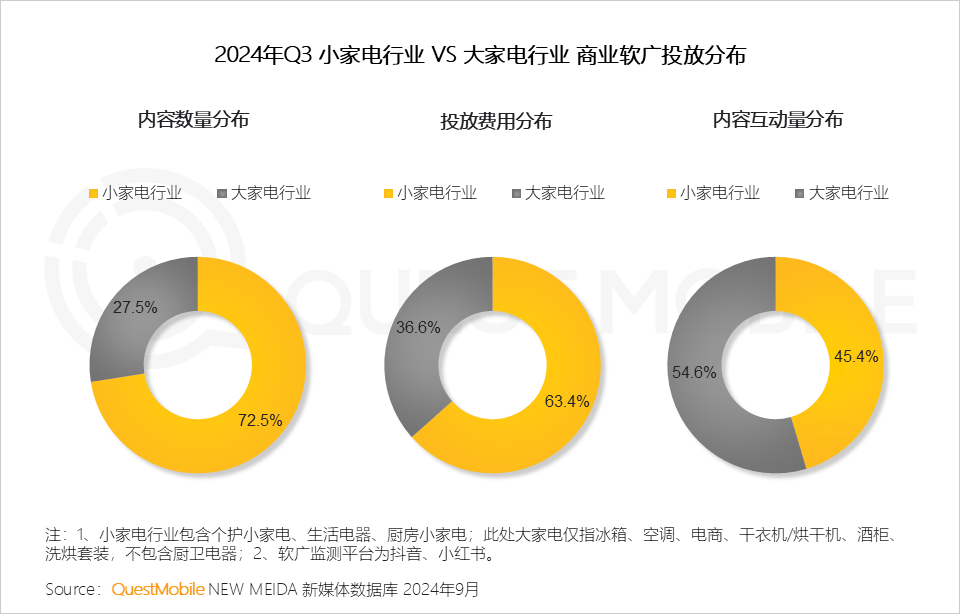 2024年Q3 小家电行业 VS 大家电行业 商业软广投放分布
内容数量分布
投放费用分布
内容互动量分布
小家电行业 大家电行业
小家电行业 大家电行业
小家电行业 大家电行业
QUESTMOBILE
27.5%
72.5%
36.6%
63.4%
54.6%
45.4%
注：1、小家电行业包含个护小家电、生活电器、厨房小家电；此处大家电仅指冰箱、空调、电商、干衣机/烘干机、酒柜、
洗烘套装，不包含厨卫电器；2、软广监测平台为抖音、小红书。
Source：QuestMobile NEW MEIDA 新媒体数据库 2024年9月